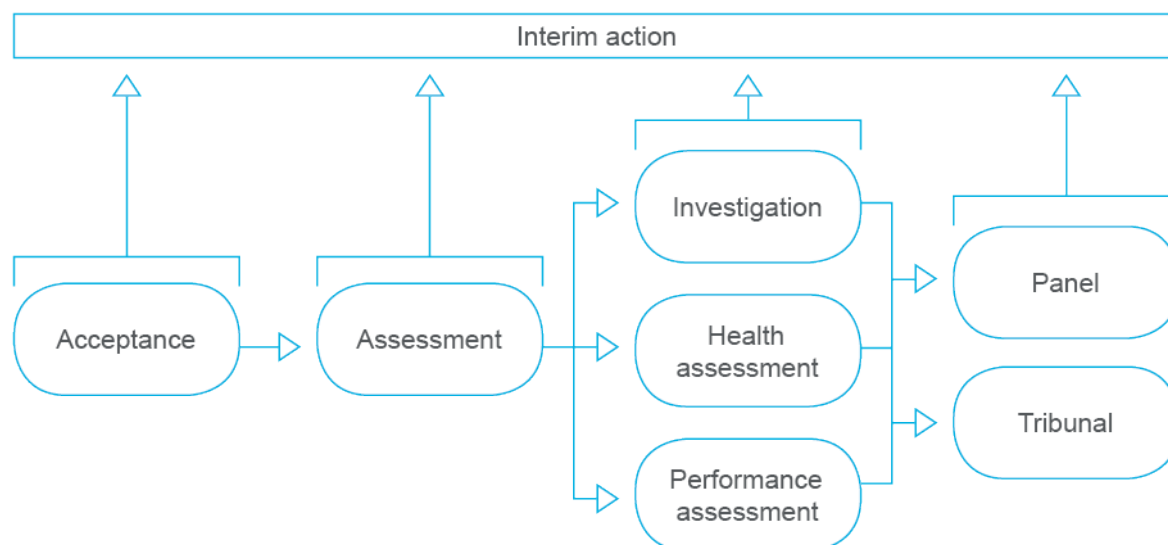 Interim action
Acceptance
Assessment
Investigation
Health
assessment
Performance
assessment
Panel
Tribunal